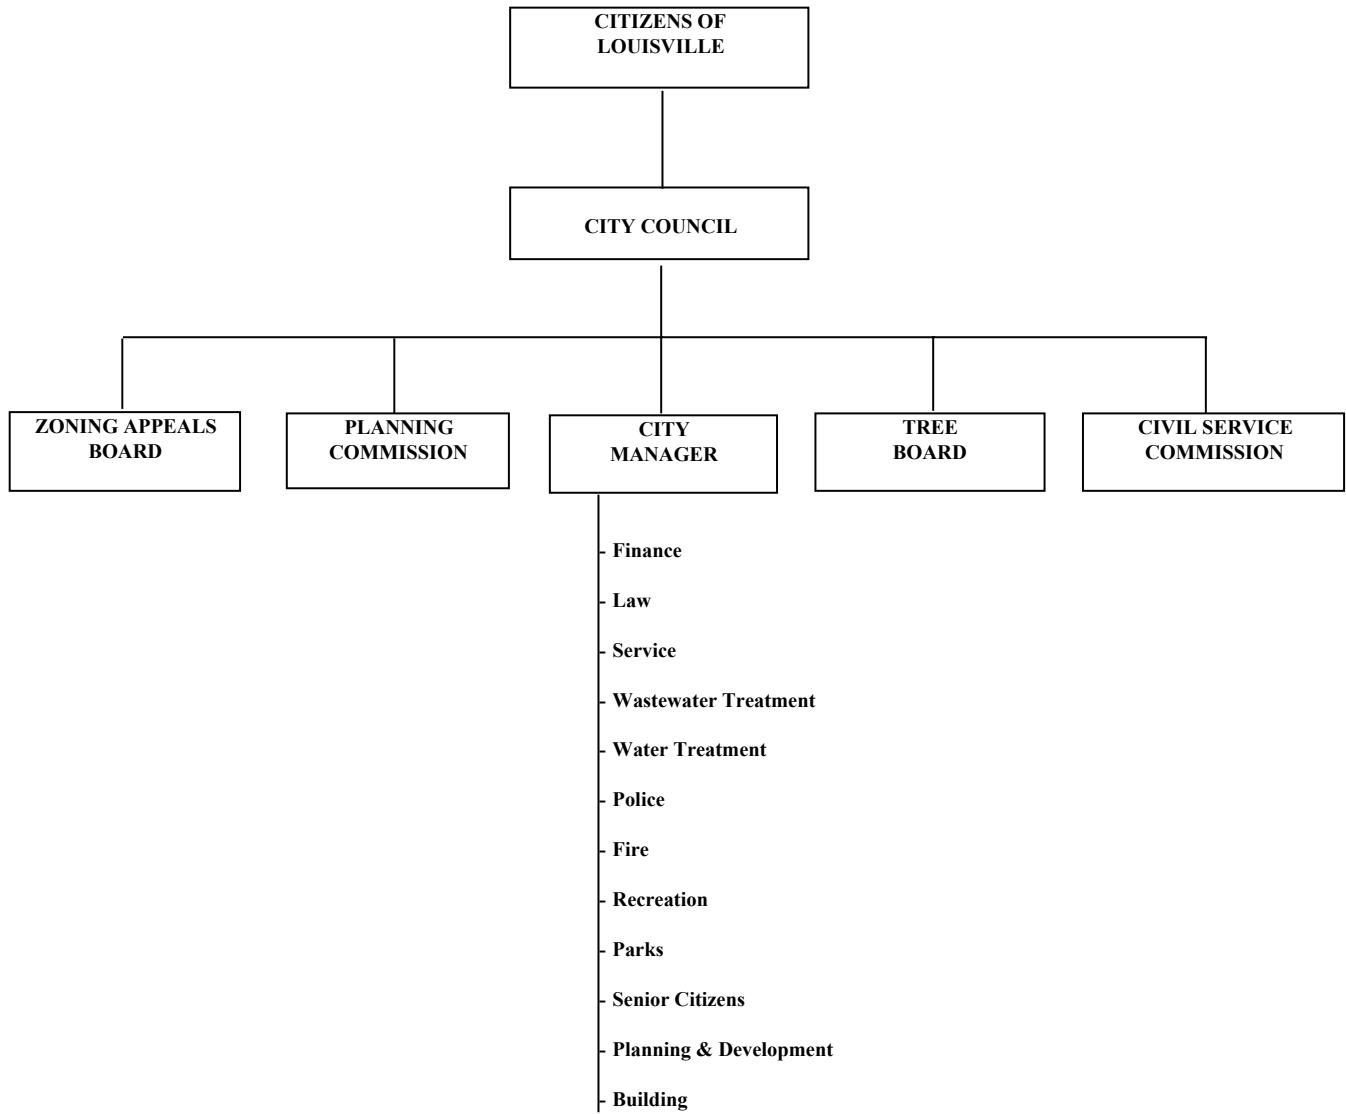 CITIZENS OF
LOUISVILLE
CITY COUNCIL
ZONING APPEALS
BOARD
PLANNING
COMMISSION
CITY
MANAGER
TREE
BOARD
CIVIL SERVICE
COMMISSION
- Finance
- Law
- Service
- Wastewater Treatment
- Water Treatment
- Police
- Fire
- Recreation
- Parks
- Senior Citizens
- Planning & Development
- Building